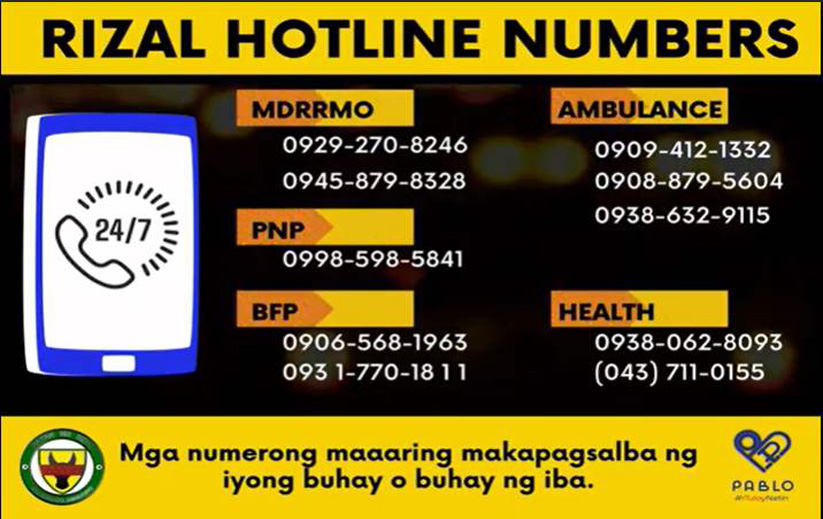 RIZAL HOTLINE NUMBERS
24/7
MDRRMO
0929-270-8246
0945-879-8328
PNP
0998-598-5841
BFP
0906-568-1963
093 1-770-18 1 1
AMBULANCE
0909-412-1332
0908-879-5604
0938-632-9115
HEALTH
0938-062-8093
(043) 711-0155
Mga numerong maaaring makapagsalba ng
iyong buhay o buhay ng iba.
PABLO